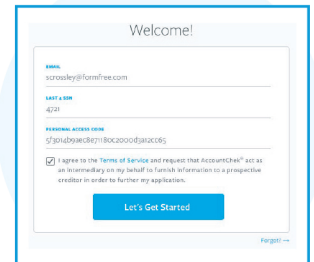 Welcome!
EMAIL
scrossley@formfree.com
LAST 4 SSN
4721
PERSONAL ACCESS CODE
I agree to the Terms of Service and request that AccountChek® act as
an intermediary on my behalf to furnish information to a prospective
creditor in order to further my application.
Let's Get Started
Forgot? →